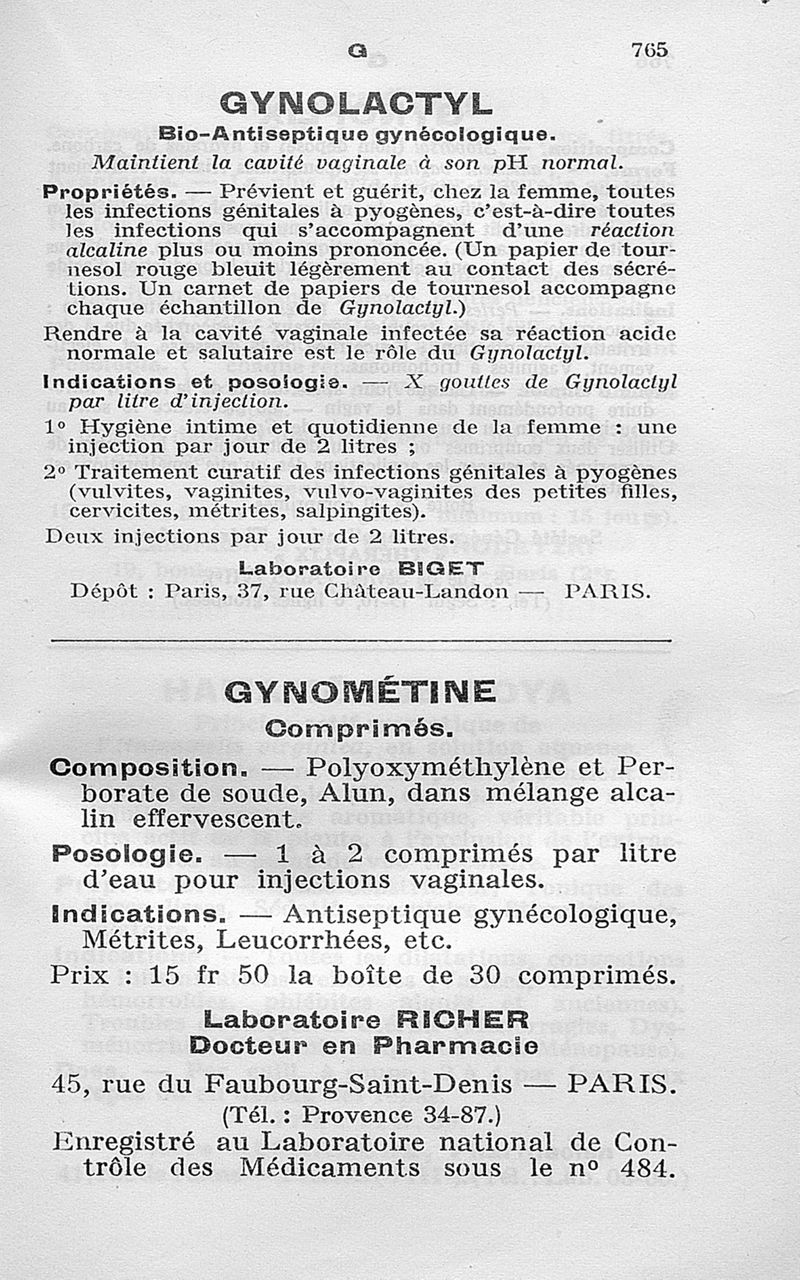 G 765
GYNOLACTYL
Bio-Antiseptique gynécologique.
Maintient la cavité vaginale à son pH normal.
Propriétés. — Prévient et guérit, chez la femme, toutes
les infections génitales à pyogènes, c'est-à-dire toutes
les infections qui s'accompagnent d'une réaction
alcaline plus ou moins prononcée. (Un papier de tour-
nesol rouge bleuit légèrement au contact des sécré-
tions. Un carnet de papiers de tournesol accompagne
chaque échantillon de Gynolactyl.)
Rendre à la cavité vaginale infectée sa réaction acide
normale et salutaire est le rôle du Gynolactyl.
Indications et posologie. — X gouttes de Gynolactyl
par litre d'injection.
1° Hygiène intime et quotidienne de la femme : une
injection par jour de 2 litres ;
2° Traitement curatif des infections génitales à pyogènes
(vulvites, vaginites, vulvo-vaginites des petites filles,
cervicites, métrites, salpingites).
Deux injections par jour de 2 litres.
Laboratoire BIGET
Dépôt : Paris, 37, rue Château-Landon — PARIS.
GYNOMÉTINE
Comprimés.
Composition. — Polyoxyméthylène et Per-
borate de soude, Alun, dans mélange alca-
lin effervescent.
Posologie. — 1 à 2 comprimés par litre
d'eau pour injections vaginales.
Indications. — Antiseptique gynécologique,
Métrites, Leucorrhées, etc.
Prix : 15 fr 50 la boîte de 30 comprimés.
Laboratoire RICHER
Docteur en Pharmacie
45, rue du Faubourg-Saint-Denis — PARIS.
(Tél. : Provence 34-87.)
Enregistré au Laboratoire national de Con-
trôle des Médicaments sous le n° 484.